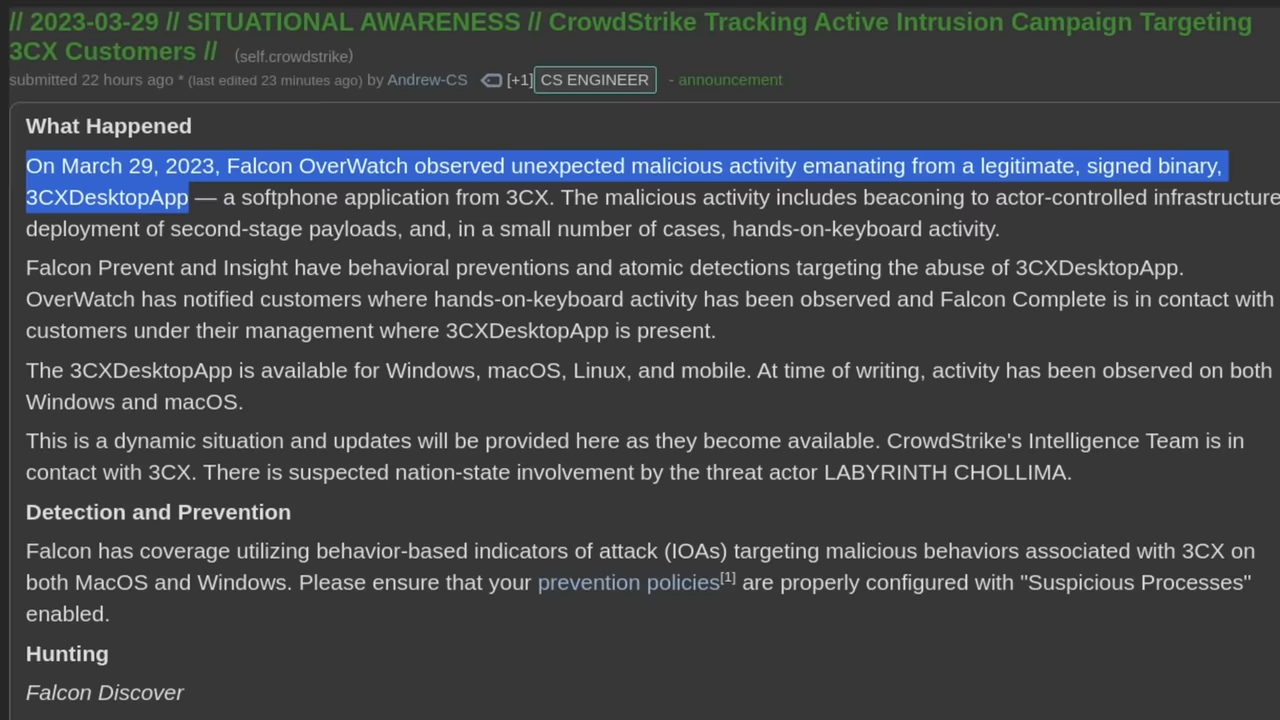 // 2023-03-29 // SITUATIONAL AWARENESS // CrowdStrike Tracking Active Intrusion Campaign Targeting
3CX Customers // (self.crowdstrike)
submitted 22 hours ago * (last edited 23 minutes ago) by Andrew-CS [+1] CS ENGINEER - announcement
What Happened
On March 29, 2023, Falcon OverWatch observed unexpected malicious activity emanating from a legitimate, signed binary,
3CXDesktopApp — a softphone application from 3CX. The malicious activity includes beaconing to actor-controlled infrastructure
deployment of second-stage payloads, and, in a small number of cases, hands-on-keyboard activity.
Falcon Prevent and Insight have behavioral preventions and atomic detections targeting the abuse of 3CXDesktopApp.
OverWatch has notified customers where hands-on-keyboard activity has been observed and Falcon Complete is in contact with
customers under their management where 3CXDesktopApp is present.
The 3CXDesktopApp is available for Windows, macOS, Linux, and mobile. At time of writing, activity has been observed on both
Windows and macOS.
This is a dynamic situation and updates will be provided here as they become available. CrowdStrike's Intelligence Team is in
contact with 3CX. There is suspected nation-state involvement by the threat actor LABYRINTH CHOLLIMA.
Detection and Prevention
Falcon has coverage utilizing behavior-based indicators of attack (IOAs) targeting malicious behaviors associated with 3CX on
both MacOS and Windows. Please ensure that your prevention policies[1] are properly configured with "Suspicious Processes"
enabled.
Hunting
Falcon Discover